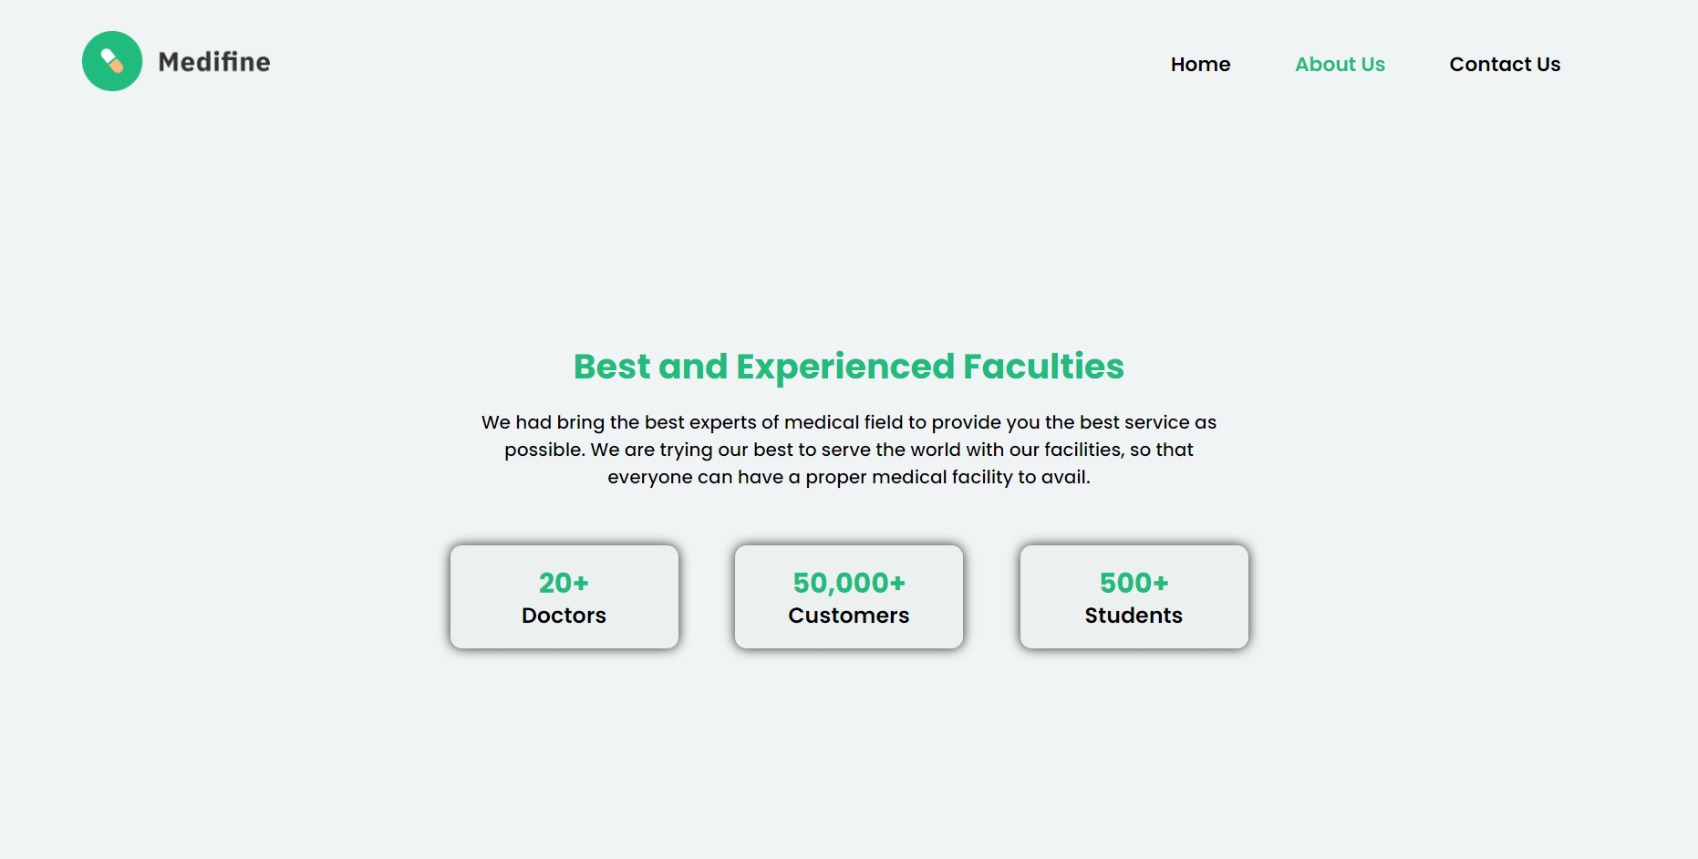 Medifine
Home
About Us
Contact Us
Best and Experienced Faculties
We had bring the best experts of medical field to provide you the best service as
possible. We are trying our best to serve the world with our facilities, so that
everyone can have a proper medical facility to avail.
20+
Doctors
50,000+
Customers
500+
Students